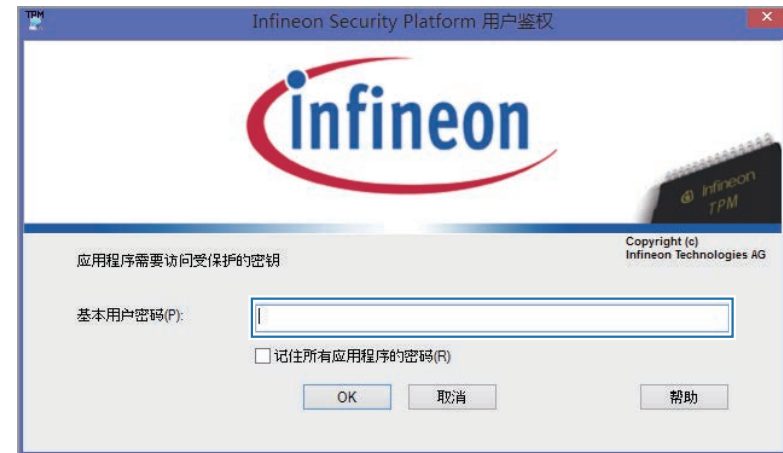 TPM
Infineon Security Platform 用户鉴权
infineon
infineon
TPM
应用程序需要访问受保护的密钥
Copyright (c)
Infineon Technologies AG
基本用户密码(P):
记住所有应用程序的密码(R)
OK 取消 帮助